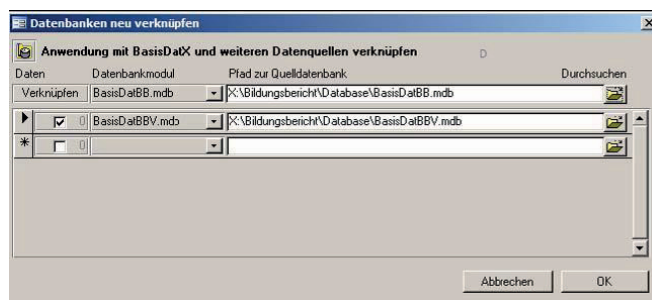 Datenbanken neu verknüpfen
Anwendung mit BasisDatX und weiteren Datenquellen verknüpfen D
Daten Datenbankmodul Pfad zur Quelldatenbank Durchsuchen
Verknüpfen BasisDatBB.mdb X:\Bildungsbericht\Database\BasisDatBB.mdb
0 BasisDatBBV.mdb X:\Bildungsbericht\Database\BasisDatBBV.mdb
0
Abbrechen OK